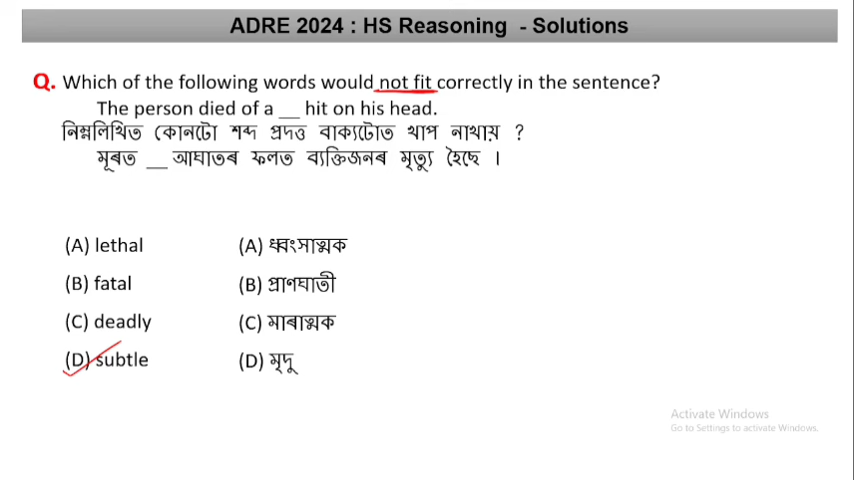 ADRE 2024 : HS Reasoning - Solutions
Q. Which of the following words would not fit correctly in the sentence?
The person died of a __ hit on his head.
নিম্নলিখিত কোনটো শব্দ প্ৰদত্ত বাক্যটোত খাপ নাখায় ?
মূৰত __ আঘাতৰ ফলত ব্যক্তিজনৰ মৃত্যু হৈছে ।
(A) lethal (A) ধ্বংসাত্মক
(B) fatal (B) প্ৰাণঘাতী
(C) deadly (C) মাৰাত্মক
(D) subtle (D) মৃদু
Activate Windows
Go to Settings to activate Windows.